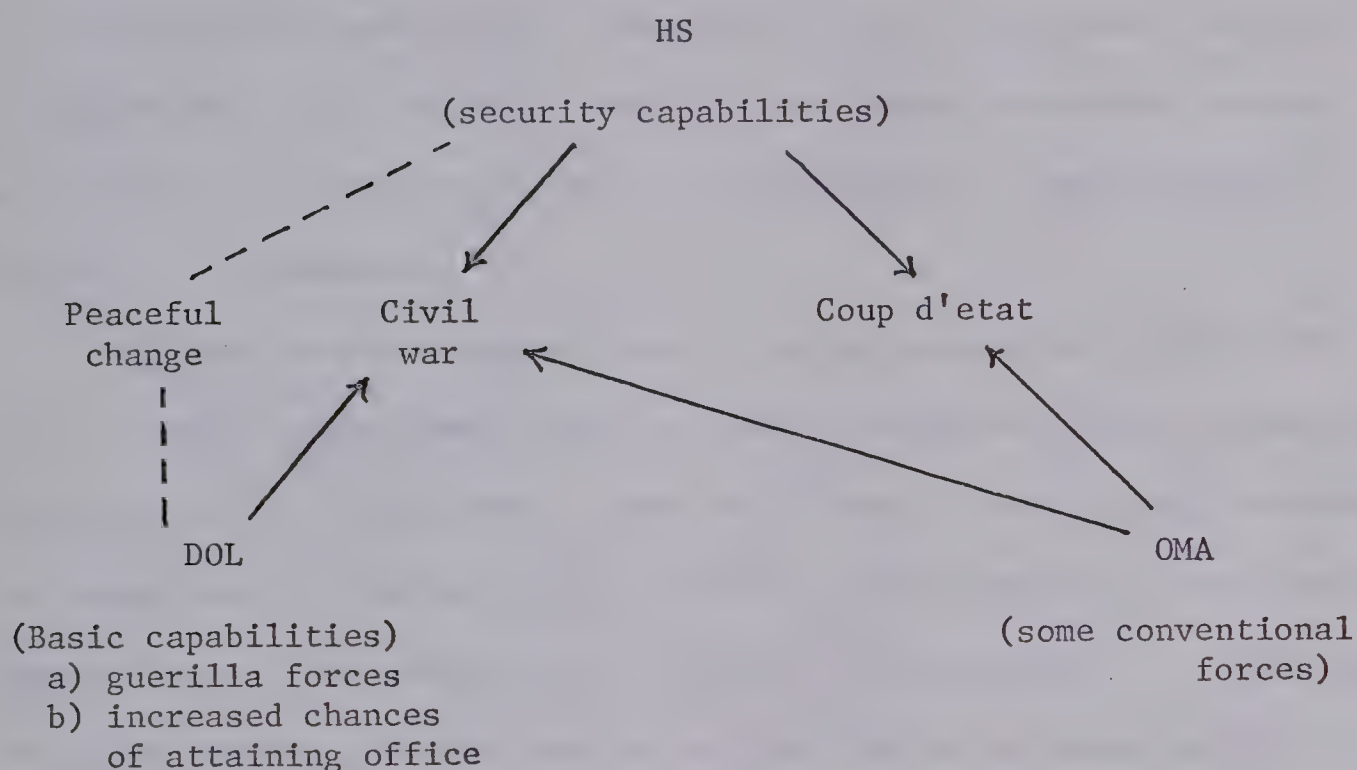 HS
(security capabilities)
Peaceful
change
Civil
war
Coup d'etat
DOL
OMA
(Basic capabilities)
a) guerilla forces
b) increased chances
of attaining office
(some conventional
forces)